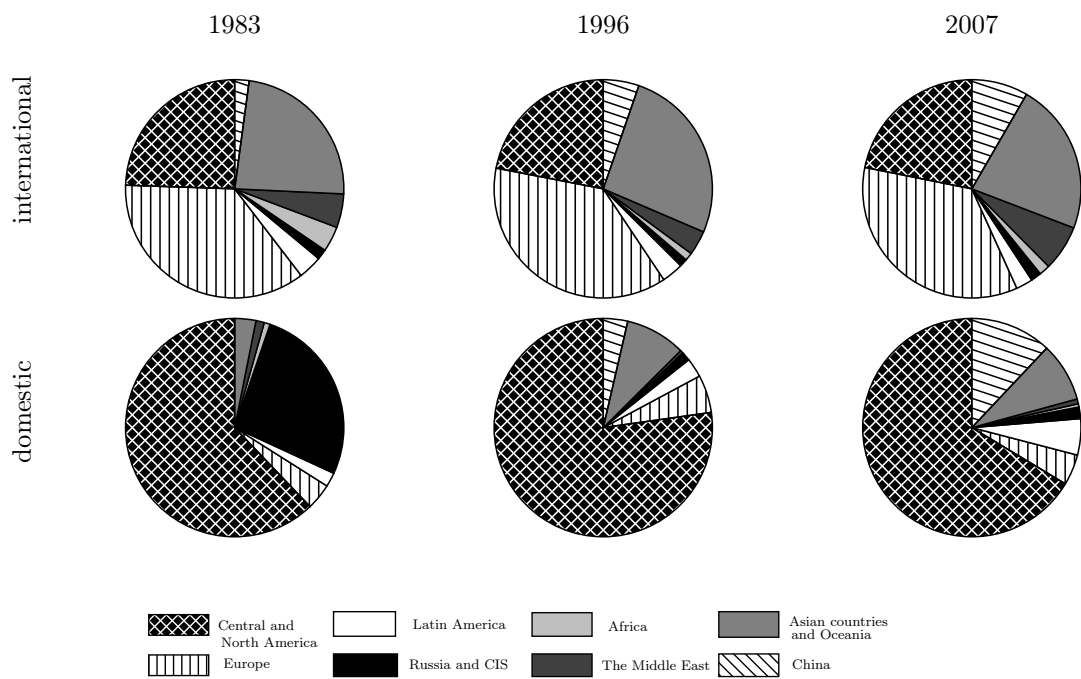 1983
1996
2007
international
domestic
Central and
North America
Latin America
Africa
Asian countries
and Oceania
Europe
Russia and CIS
The Middle East
China